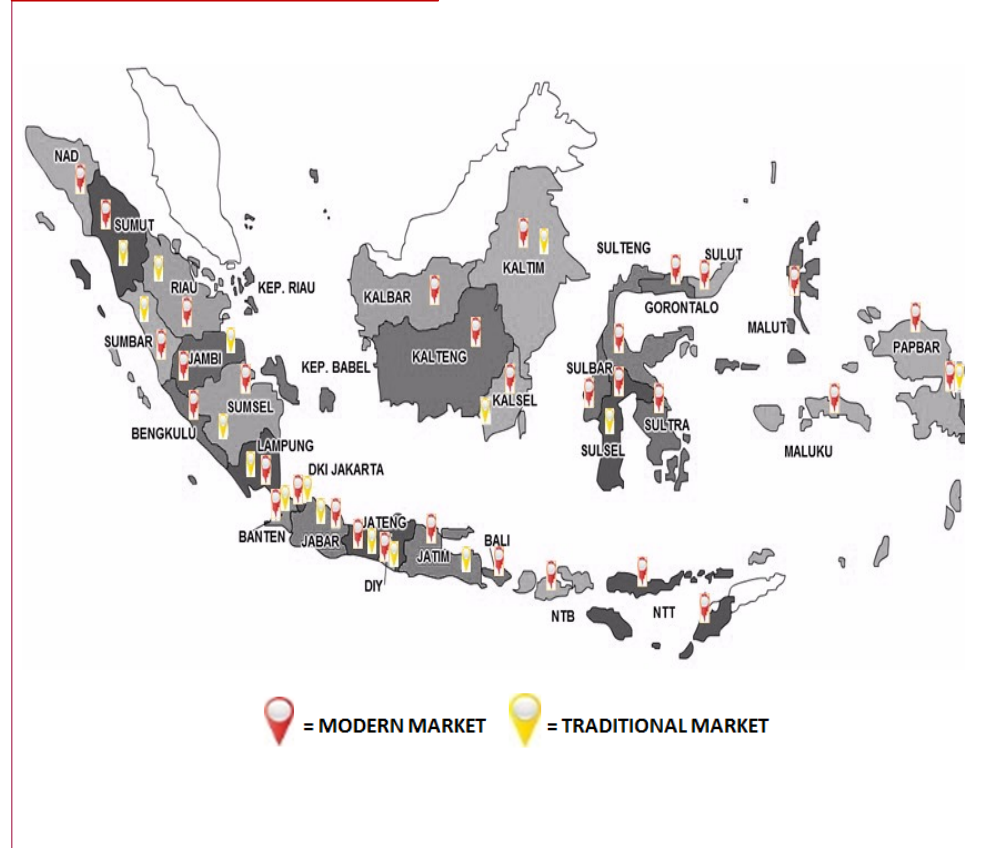 NAD
SUMUT
RIAU
KEP. RIAU
SUMBAR
JAMBI
KEP. BABEL
SUMSEL
BENGKULU
LAMPUNG
DKI JAKARTA
BANTEN
JABAR
JATENG
DIY
JATIM
BALI
NTB
NTT
KALBAR
KALTENG
KALTIM
KALSEL
SULTENG
SULUT
GORONTALO
SULBAR
SULTRA
SULSEL
MALUT
MALUKU
PAPBAR
= MODERN MARKET
= TRADITIONAL MARKET